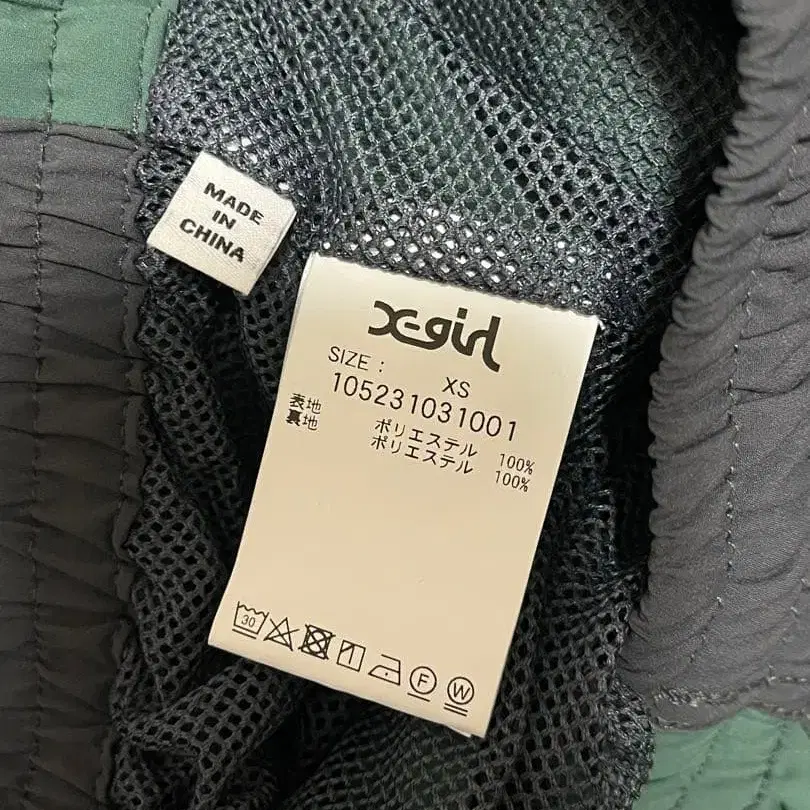 MADE
IN
CHINA
X-girl
SIZE : XS
105231031001
表地 ポリエステル 100%
裏地 ポリエステル 100%
30
F
W